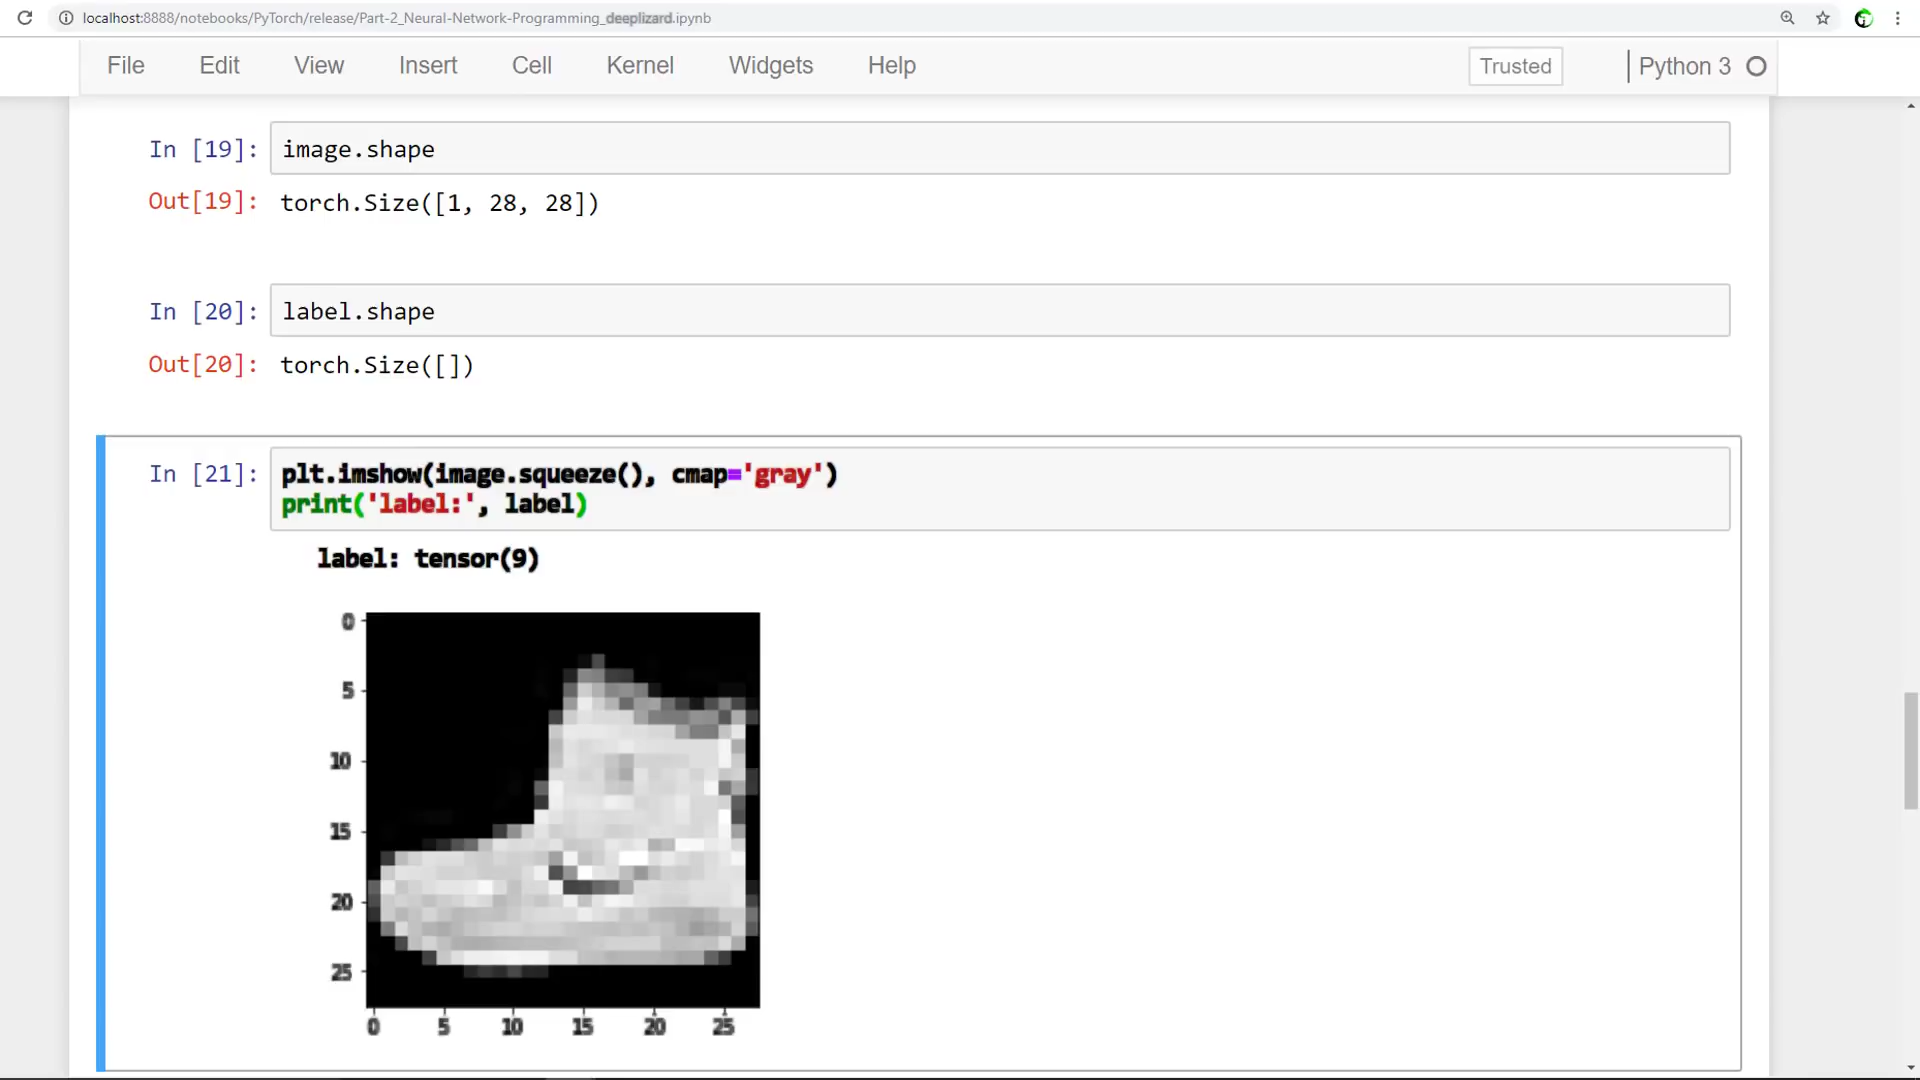 localhost:8888/notebooks/PyTorch/release/Part-2_Neural-Network-Programming_deeplizard.ipynb
File Edit View Insert Cell Kernel Widgets Help Trusted Python 3
In [19]: image.shape
Out[19]: torch.Size([1, 28, 28])
In [20]: label.shape
Out[20]: torch.Size([])
In [21]: plt.imshow(image.squeeze(), cmap='gray')
print('label:', label)
label: tensor(9)
0
5
10
15
20
25
0 5 10 15 20 25